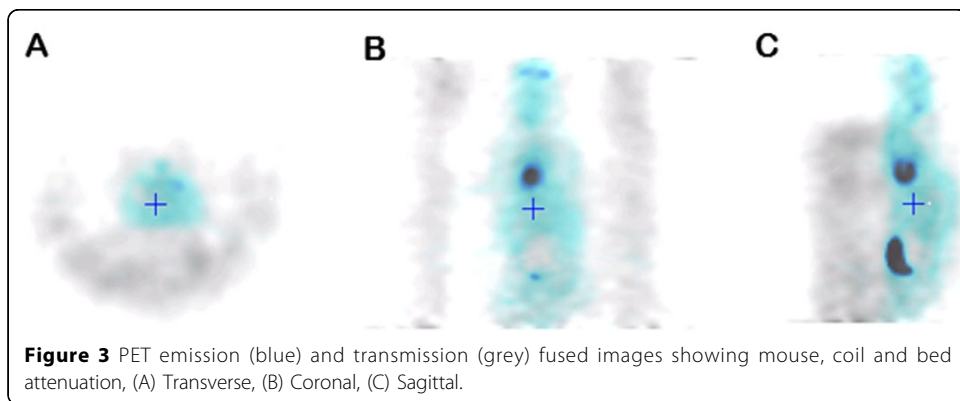 A
B
C
Figure 3 PET emission (blue) and transmission (grey) fused images showing mouse, coil and bed
attenuation, (A) Transverse, (B) Coronal, (C) Sagittal.